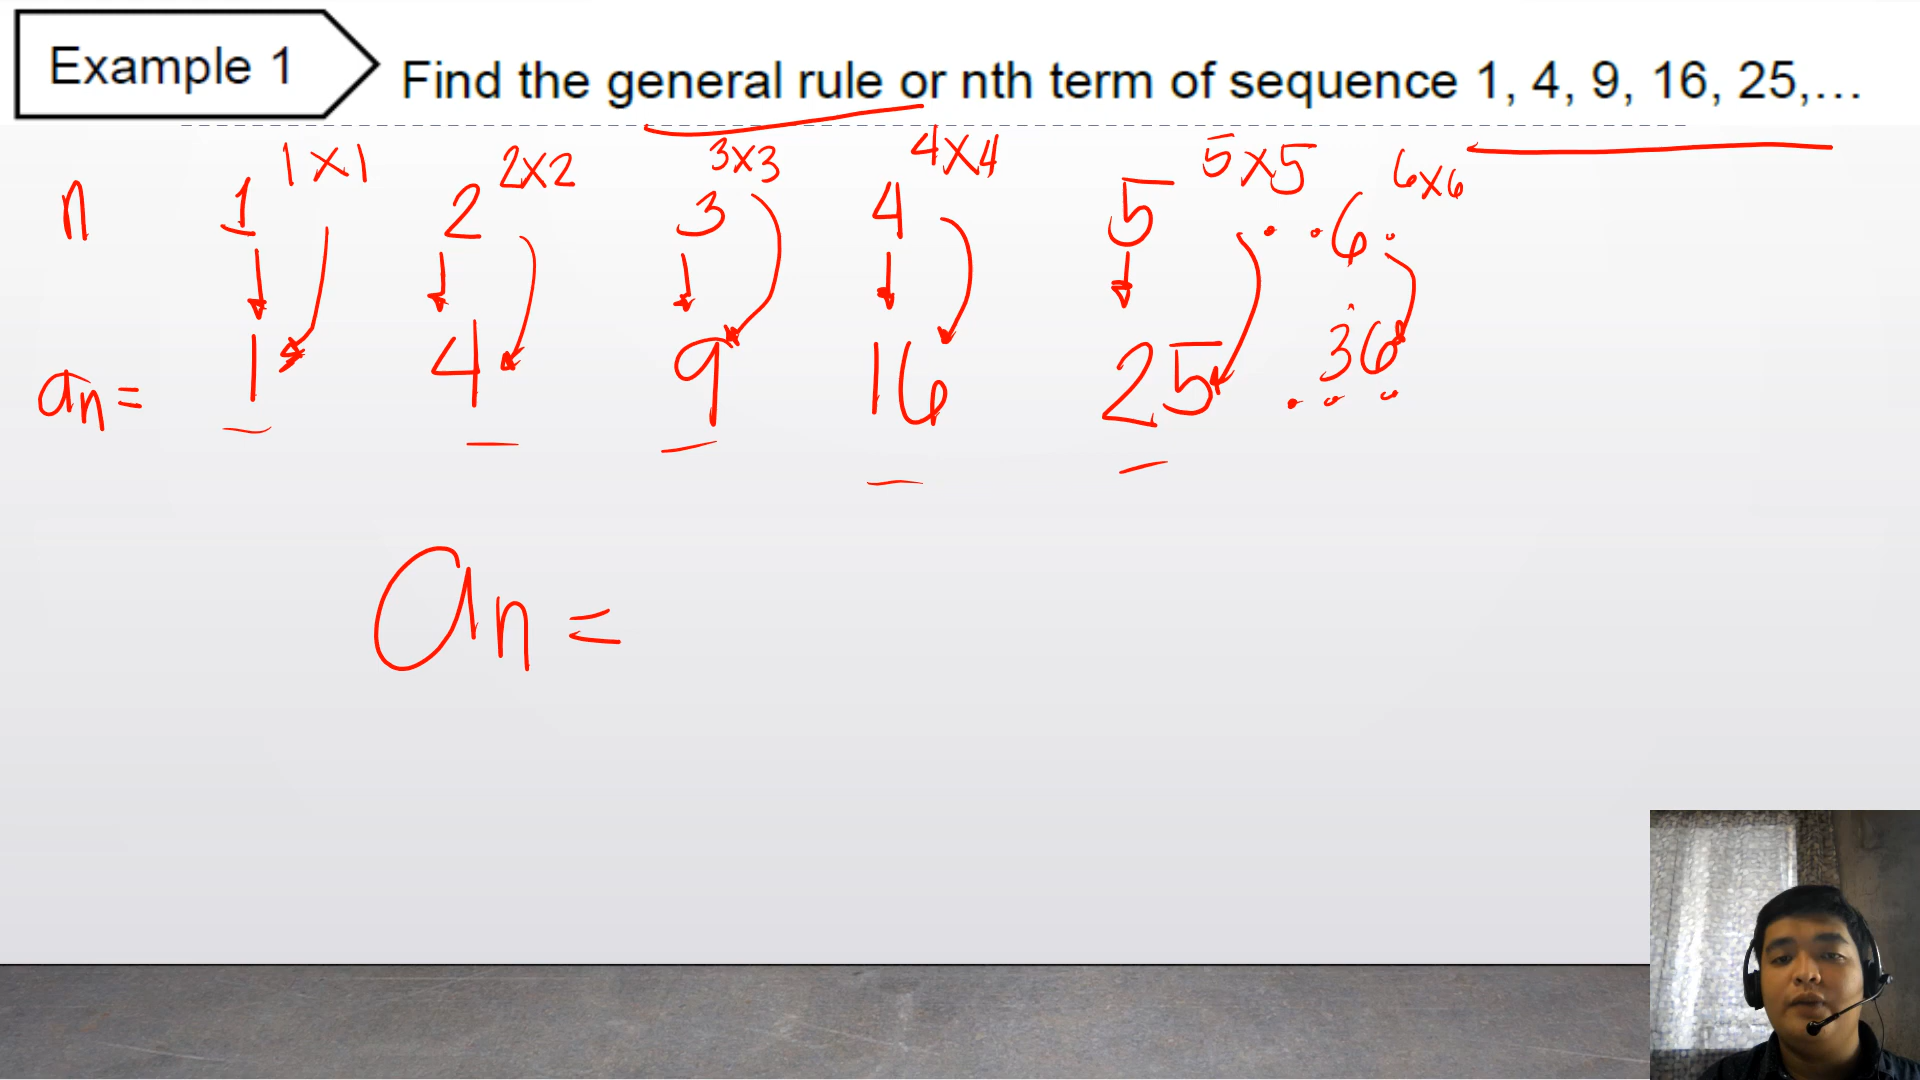 Example 1
Find the general rule or nth term of sequence 1, 4, 9, 16, 25,...
1x1 2x2 3x3 4x4 5x5 6x6
n 1 2 3 4 5 . . 6 .
an = 1 4 9 16 25 . . . 36
an =